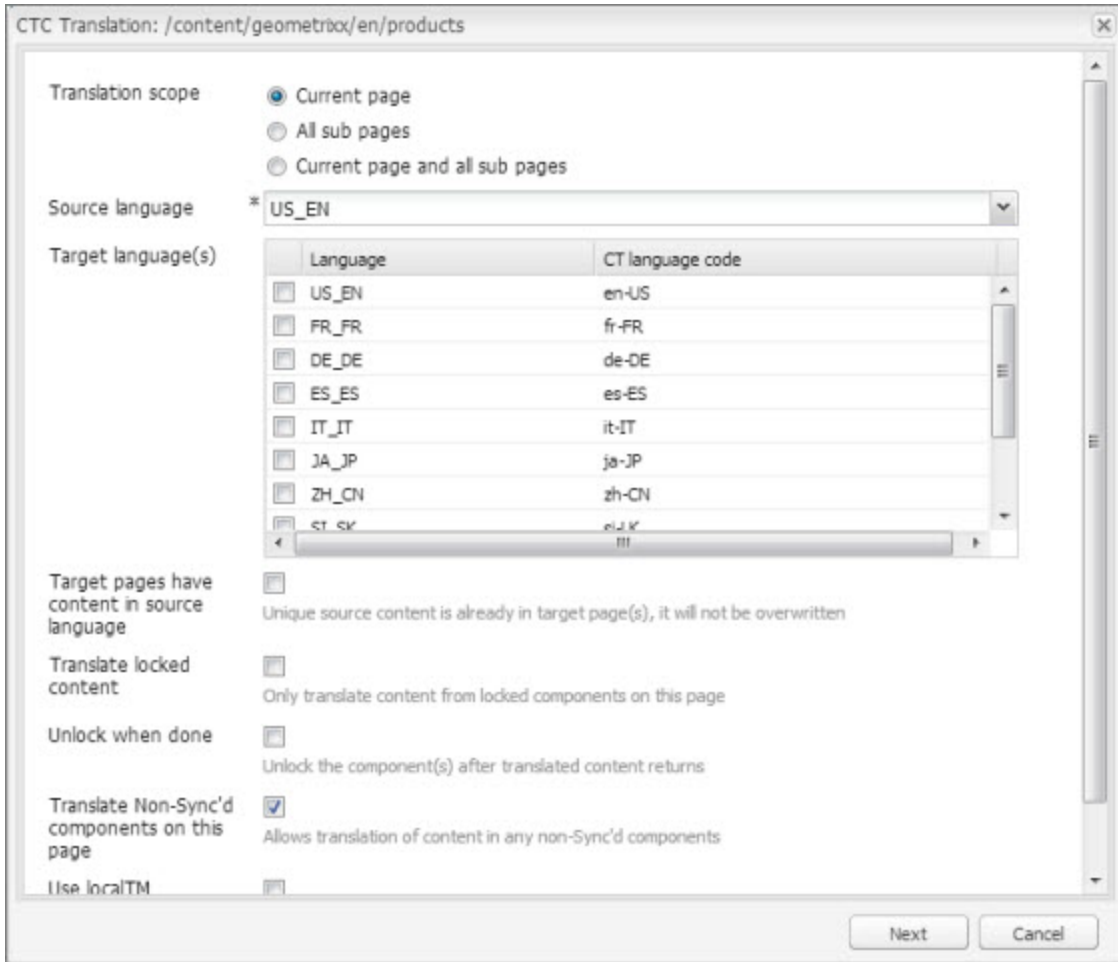 CTC Translation: /content/geometrixx/en/products
Translation scope
Current page
All sub pages
Current page and all sub pages
Source language
* US_EN
Target language(s)
Language CT language code
US_EN en-US
FR_FR fr-FR
DE_DE de-DE
ES_ES es-ES
IT_IT it-IT
JA_JP ja-JP
ZH_CN zh-CN
SI_SK si-LK
Target pages have
content in source
language
Unique source content is already in target page(s), it will not be overwritten
Translate locked
content
Only translate content from locked components on this page
Unlock when done
Unlock the component(s) after translated content returns
Translate Non-Sync'd
components on this
page
Allows translation of content in any non-Sync'd components
Use localTM
Next Cancel